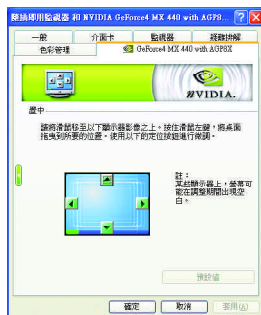 隨插即用監視器 和 NVIDIA GeForce4 MX 440 with AGP8...
一般
介面卡
監視器
疑難排解
色彩管理
GeForce4 MX 440 with AGP8X
NVIDIA.
置中
請將滑鼠移至以下顯示器影像之上。按住滑鼠左鍵，將桌面
拖曳到所要的位置。使用以下的定位按鈕進行微調。
註：
某些顯示器上，螢幕可
能在調整期間出現空
白。
預設值
確定
取消
套用(A)